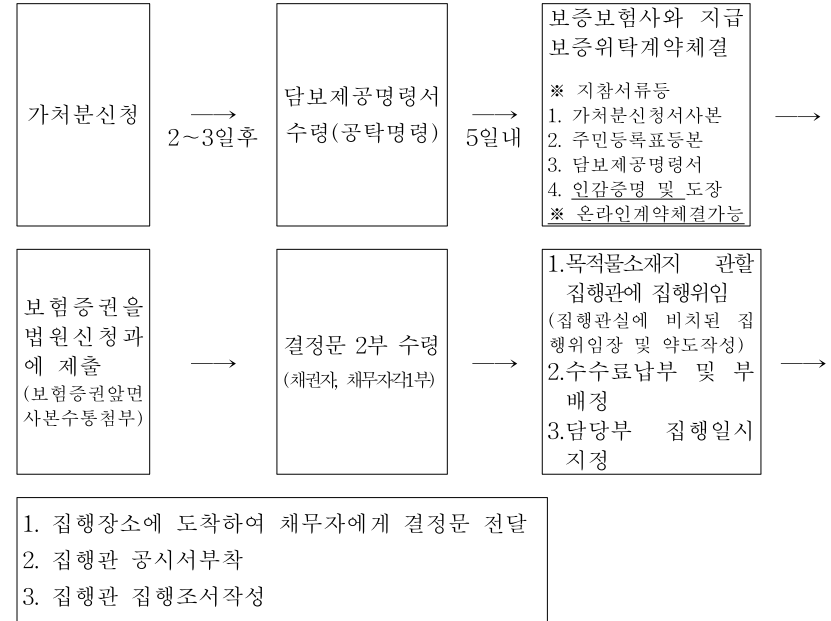 가처분신청
2~3일후
담보제공명령서
수령(공탁명령)
5일내
보증보험사와 지급
보증위탁계약체결
※ 지참서류등
1. 가처분신청서사본
2. 주민등록표등본
3. 담보제공명령서
4. 인감증명 및 도장
※ 온라인계약체결가능
보험증권을
법원신청과
에 제출
(보험증권앞면
사본수통첨부)
결정문 2부 수령
(채권자, 채무자각1부)
1.목적물소재지 관할
집행관에 집행위임
(집행관실에 비치된 집
행위임장 및 약도작성)
2.수수료납부 및 부
배정
3.담당부 집행일시
지정
1. 집행장소에 도착하여 채무자에게 결정문 전달
2. 집행관 공시서부착
3. 집행관 집행조서작성